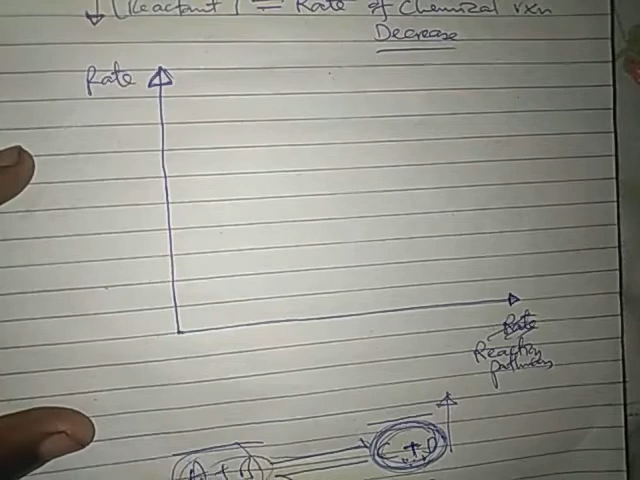 ↓ [Reactant] = Rate of Chemical rxn
Decrease
Rate
Rate
Reaction
pathway
A + B
C + D